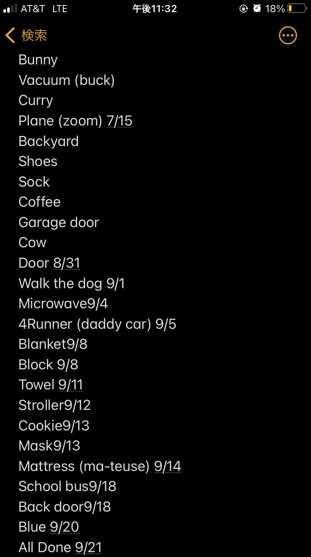 AT&T LTE 午後11:32 18%
検索
Bunny
Vacuum (buck)
Curry
Plane (zoom) 7/15
Backyard
Shoes
Sock
Coffee
Garage door
Cow
Door 8/31
Walk the dog 9/1
Microwave9/4
4Runner (daddy car) 9/5
Blanket9/8
Block 9/8
Towel 9/11
Stroller9/12
Cookie9/13
Mask9/13
Mattress (ma-teuse) 9/14
School bus9/18
Back door9/18
Blue 9/20
All Done 9/21